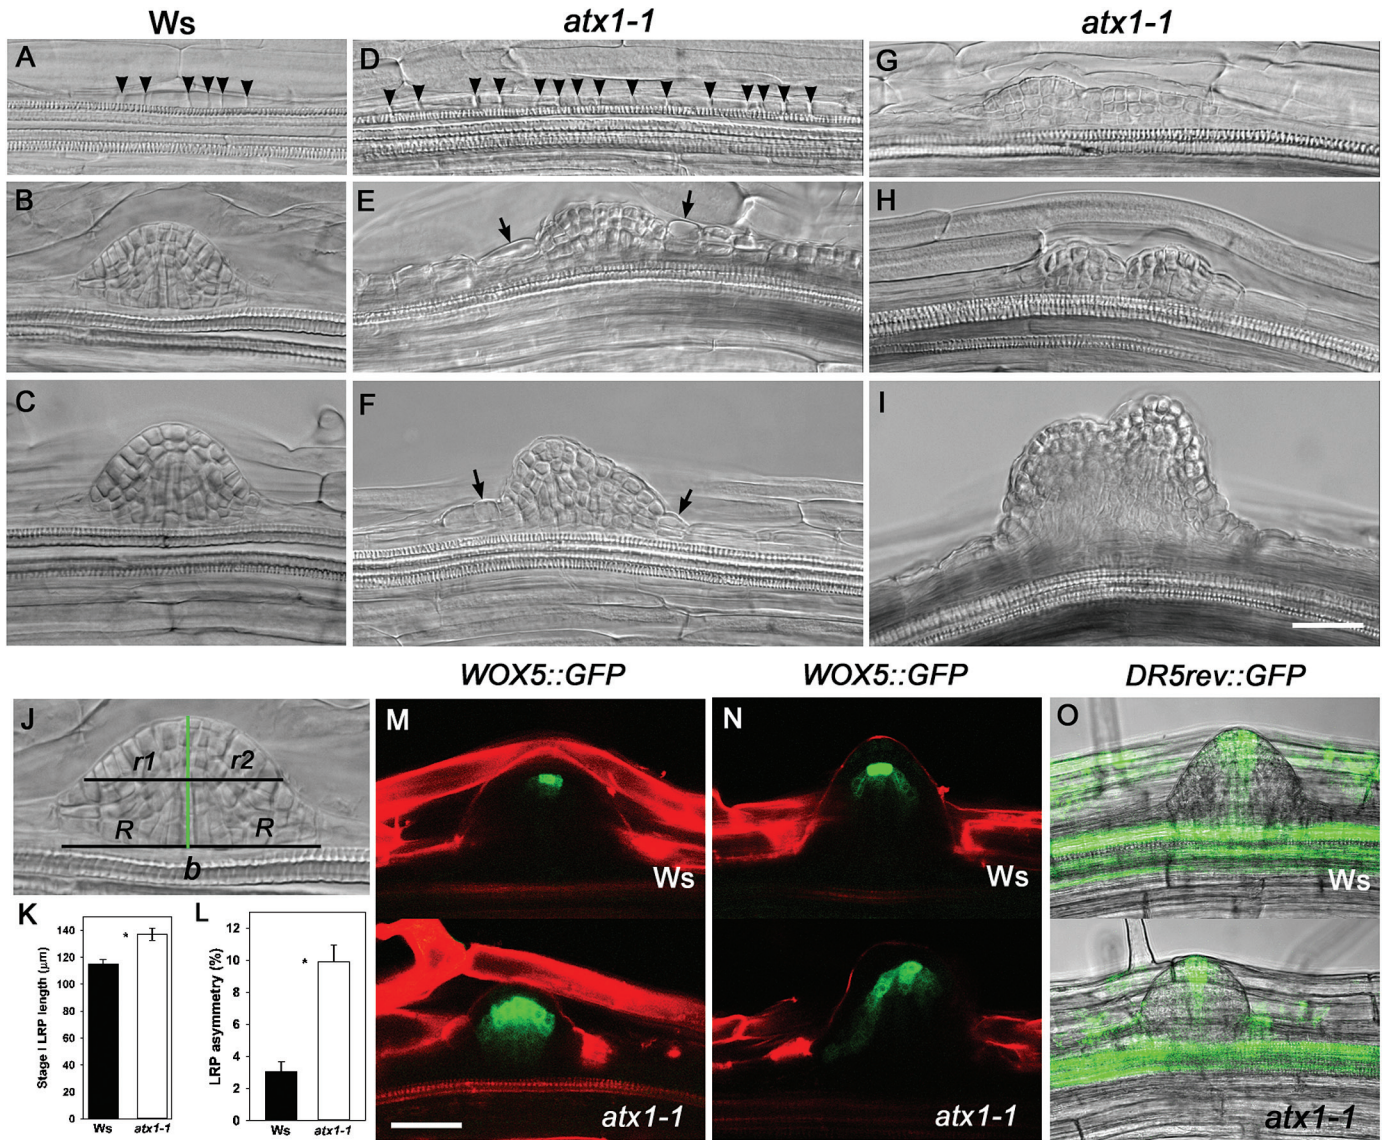 Ws
atx1-1
atx1-1
A
D
G
B
E
H
C
F
I
WOX5::GFP
WOX5::GFP
DR5rev::GFP
J
r1
r2
R
R
b
M
Ws
atx1-1
N
Ws
atx1-1
O
Ws
atx1-1
K
Stage I LRP length (µm)
140
120
100
80
60
40
20
0
*
Ws
atx1-1
L
LRP asymmetry (%)
12
10
8
6
4
2
0
*
Ws
atx1-1